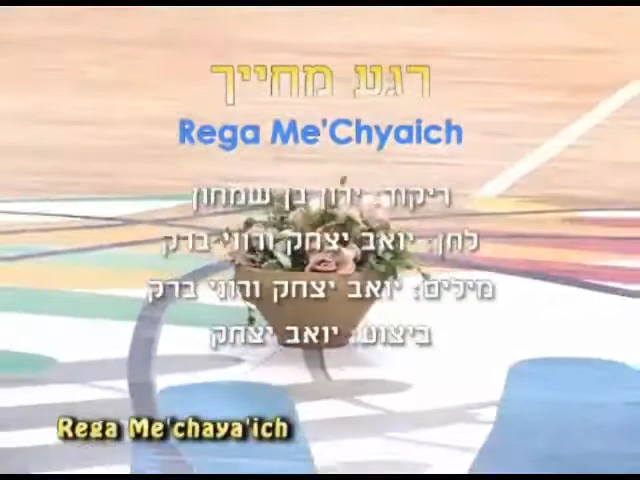 רגע מחייך
Rega Me'Chyaich
ריקוד: ירון בן שמחון
לחן: יואב יצחק ורוני ברק
מילים: יואב יצחק ורוני ברק
ביצוע: יואב יצחק
Rega Me'chaya'ich